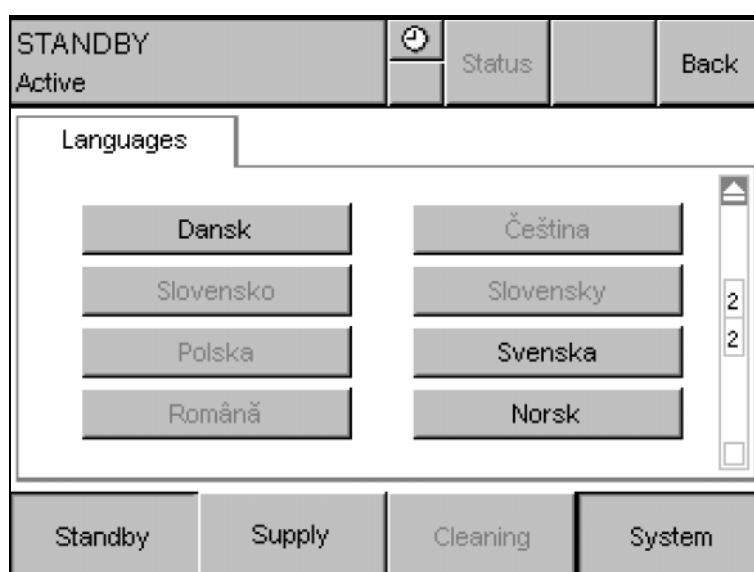 STANDBY
Active
Status
Back
Languages
Dansk
Čeština
Slovensko
Slovensky
Polska
Svenska
Română
Norsk
2
2
Standby
Supply
Cleaning
System